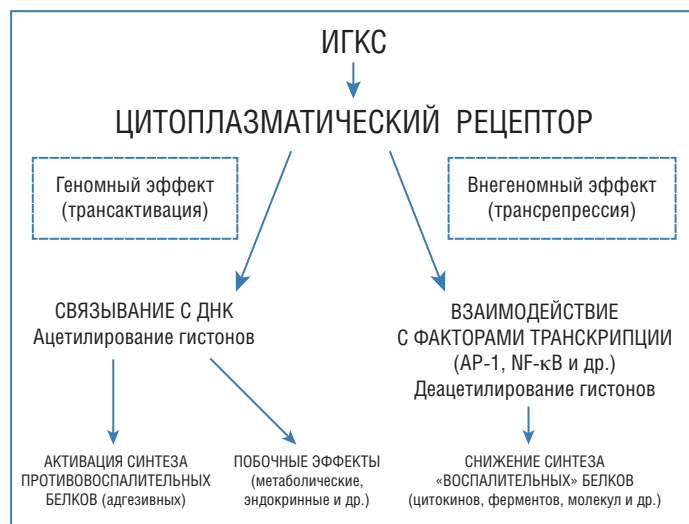 ИГКС
ЦИТОПЛАЗМАТИЧЕСКИЙ РЕЦЕПТОР
Геномный эффект
(трансактивация)
Внегеномный эффект
(трансрепрессия)
СВЯЗЫВАНИЕ С ДНК
Ацетилирование гистонов
ВЗАИМОДЕЙСТВИЕ
С ФАКТОРАМИ ТРАНСКРИПЦИИ
(AP-1, NF-κB и др.)
Деацетилирование гистонов
АКТИВАЦИЯ СИНТЕЗА
ПРОТИВОВОСПАЛИТЕЛЬНЫХ
БЕЛКОВ (адгезивных)
ПОБОЧНЫЕ ЭФФЕКТЫ
(метаболические,
эндокринные и др.)
СНИЖЕНИЕ СИНТЕЗА
«ВОСПАЛИТЕЛЬНЫХ» БЕЛКОВ
(цитокинов, ферментов, молекул и др.)